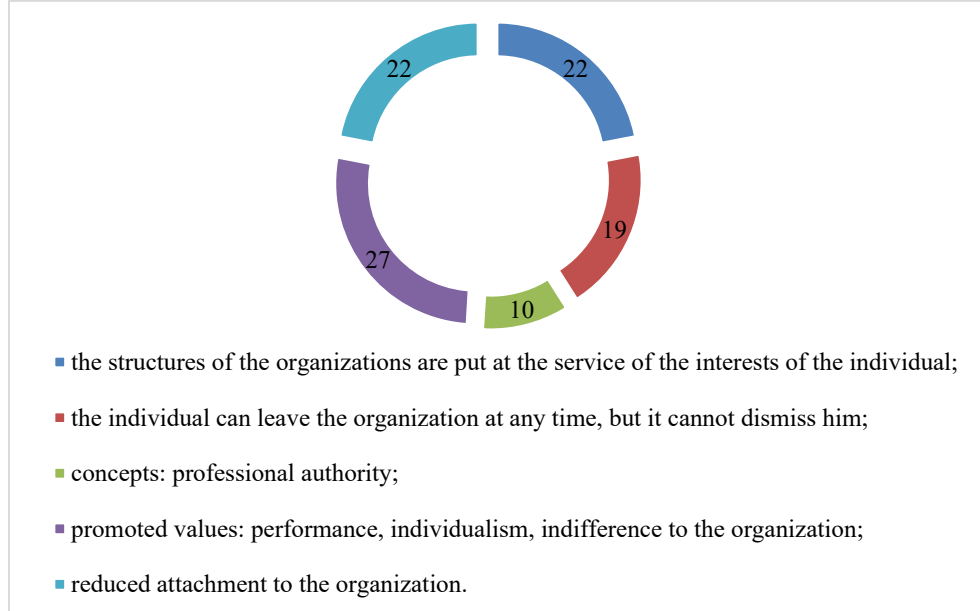 22
22
19
27
10
the structures of the organizations are put at the service of the interests of the individual;
the individual can leave the organization at any time, but it cannot dismiss him;
concepts: professional authority;
promoted values: performance, individualism, indifference to the organization;
reduced attachment to the organization.